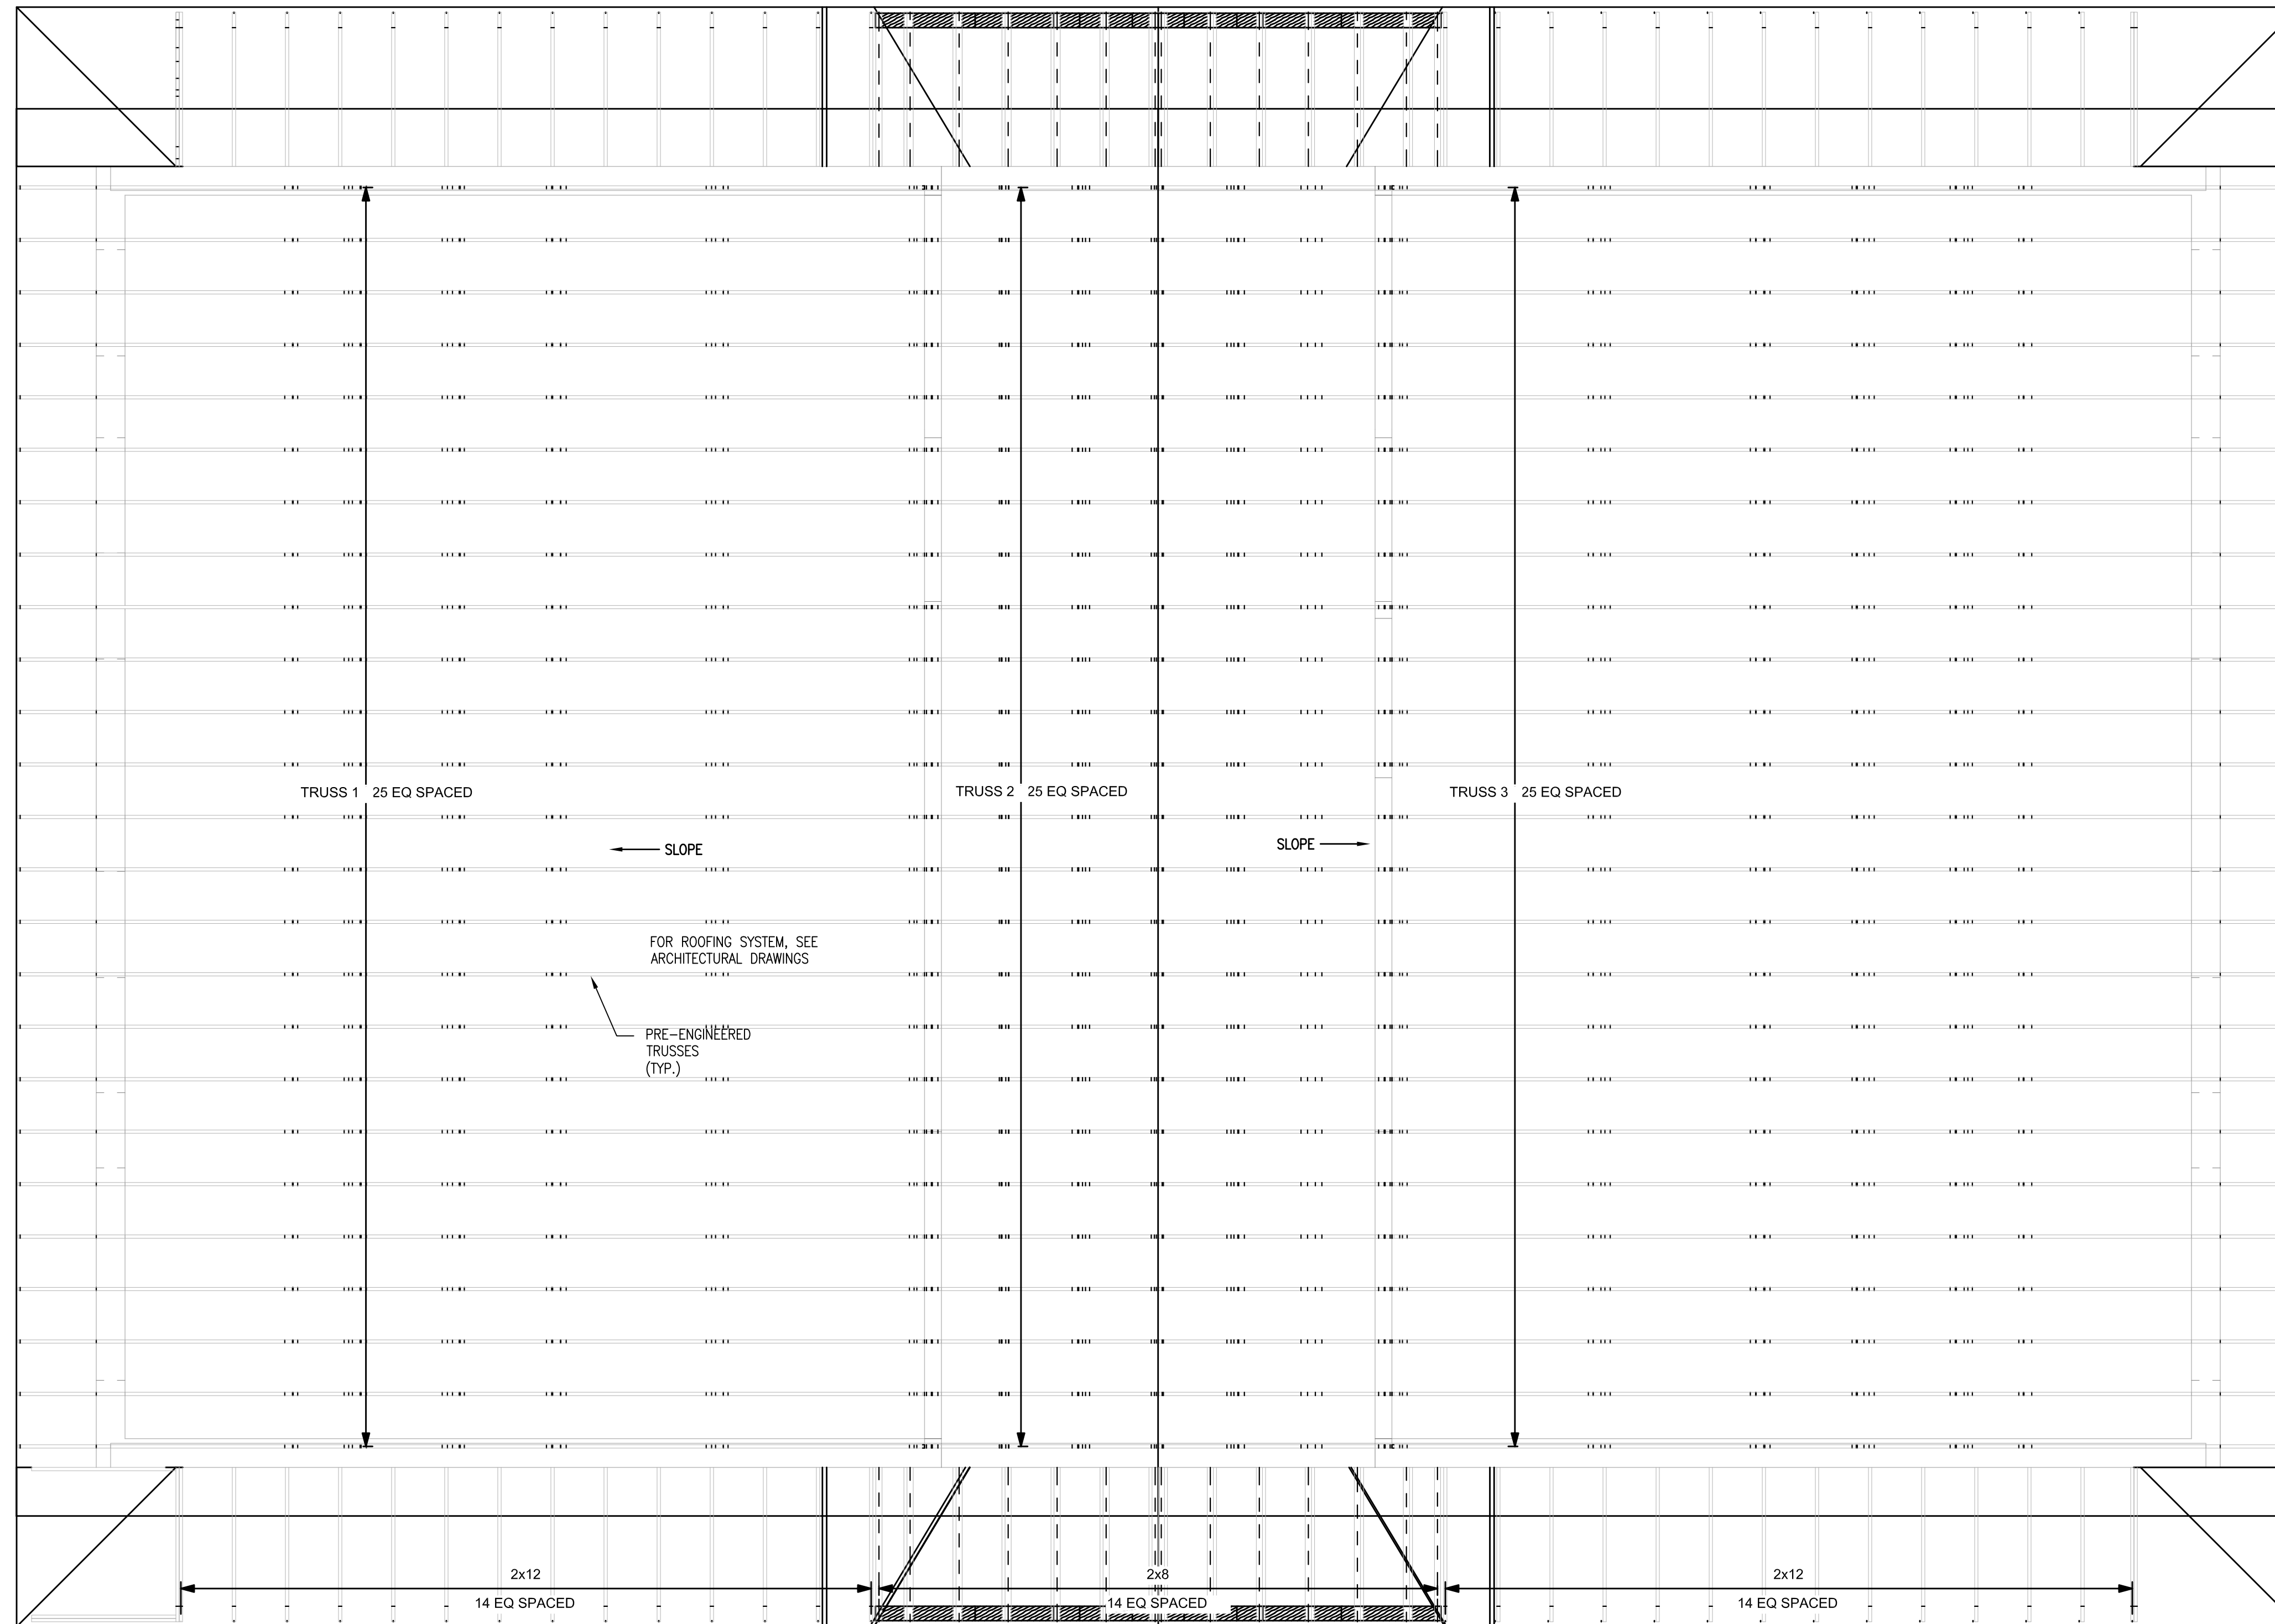 TRUSS 1 25 EQ SPACED
TRUSS 2 25 EQ SPACED
TRUSS 3 25 EQ SPACED
SLOPE
SLOPE
FOR ROOFING SYSTEM, SEE
ARCHITECTURAL DRAWINGS
PRE-ENGINEERED
TRUSSES
(TYP.)
2x12
14 EQ SPACED
2x8
14 EQ SPACED
2x12
14 EQ SPACED